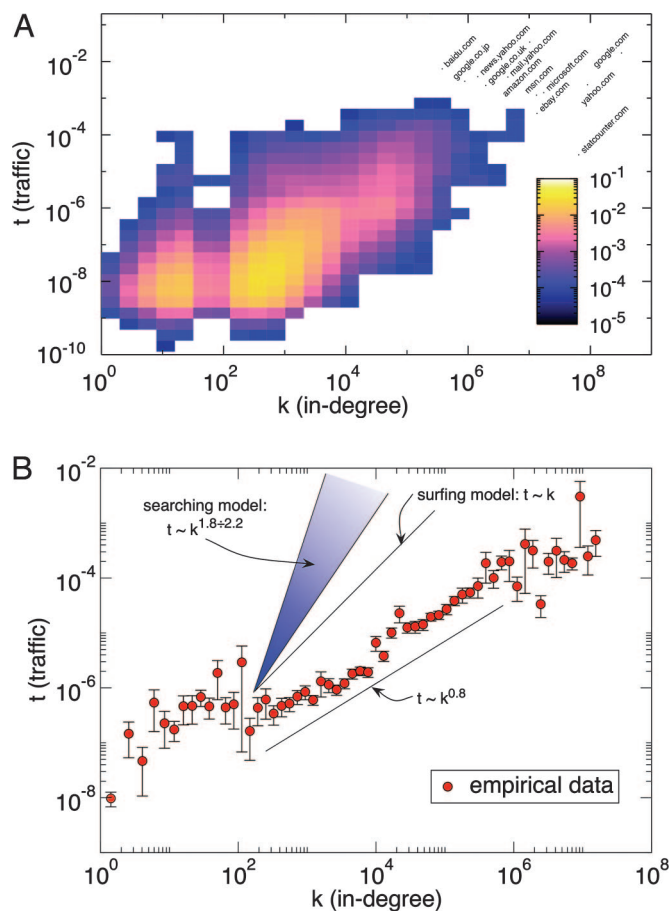 A
baidu.com
google.co.jp
news.yahoo.com
google.co.uk
mail.yahoo.com
amazon.com
msn.com
microsoft.com
ebay.com
google.com
yahoo.com
statcounter.com
t (traffic)
10^-2
10^-4
10^-6
10^-8
10^-10
10^-1
10^-2
10^-3
10^-4
10^-5
10^0
10^2
10^4
10^6
10^8
k (in-degree)
B
10^-2
10^-4
10^-6
10^-8
t (traffic)
searching model:
t ~ k^1.8÷2.2
surfing model: t ~ k
t ~ k^0.8
empirical data
10^0
10^2
10^4
10^6
10^8
k (in-degree)